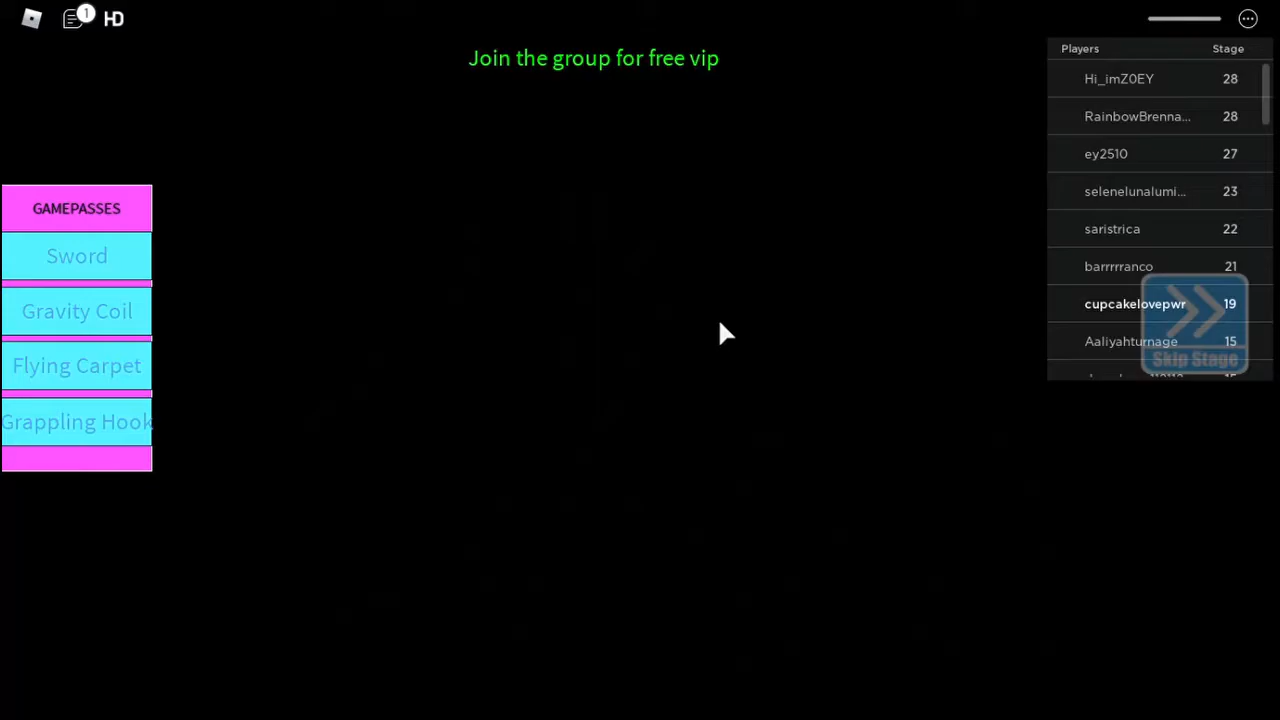 1
HD
Join the group for free vip
Players Stage
Hi_imZ0EY 28
RainbowBrenna... 28
ey2510 27
selenelunalumi... 23
saristrica 22
barrrrranco 21
cupcakelovepwr 19
Aaliyahturnage 15
Skip Stage
GAMEPASSES
Sword
Gravity Coil
Flying Carpet
Grappling Hook